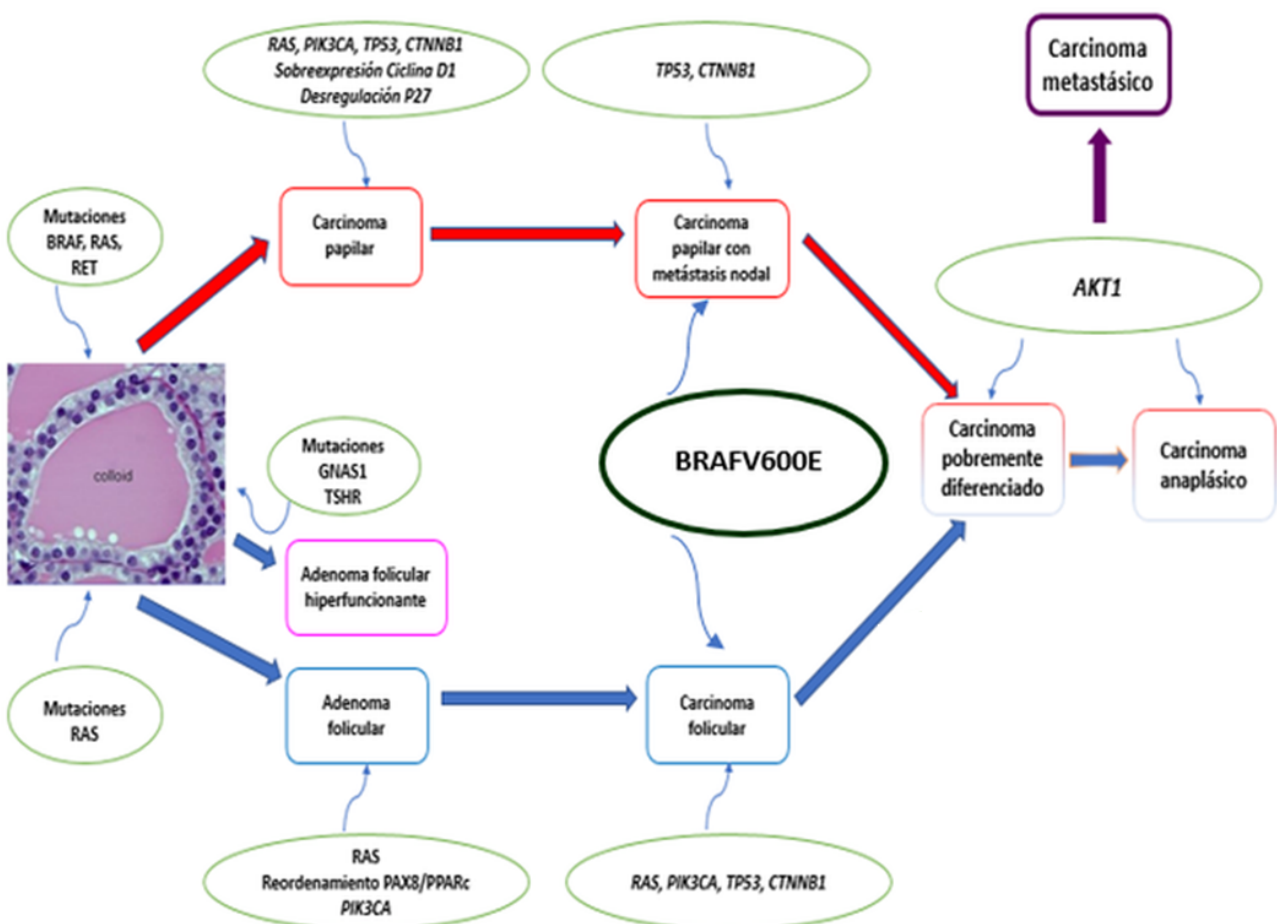 RAS, PIK3CA, TP53, CTNNB1
Sobreexpresión Ciclina D1
Desregulación P27
TP53, CTNNB1
Carcinoma
metastásico
Mutaciones
BRAF, RAS,
RET
Carcinoma
papilar
Carcinoma
papilar con
metástasis nodal
AKT1
colloid
Mutaciones
GNAS1
TSHR
BRAFV600E
Carcinoma
pobremente
diferenciado
Carcinoma
anaplásico
Adenoma folicular
hiperfuncionante
Mutaciones
RAS
Adenoma
folicular
Carcinoma
folicular
RAS
Reordenamiento PAX8/PPARc
PIK3CA
RAS, PIK3CA, TP53, CTNNB1